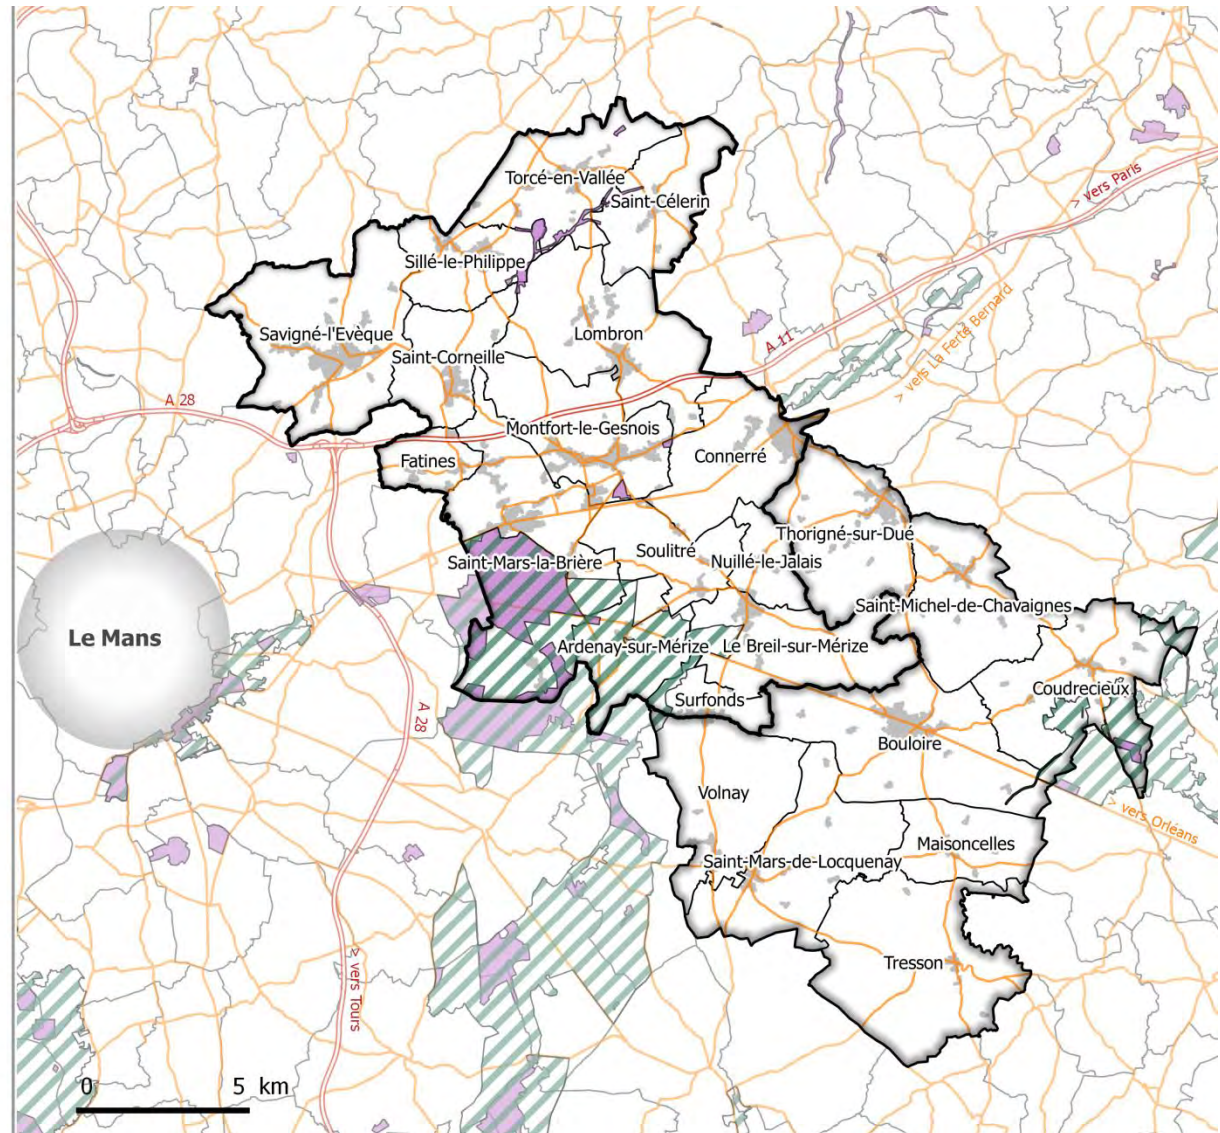 > vers Paris
Torcé-en-Vallée
Saint-Célerin
Sillé-le-Philippe
> vers La Ferté Bernard
Savigné-l'Evèque
Lombron
A 11
Saint-Corneille
A 28
Montfort-le-Gesnois
Fatines
Connerré
Thorigné-sur-Dué
Soulitré
Saint-Mars-la-Brière
Nuillé-le-Jalais
Saint-Michel-de-Chavaignes
Le Mans
Ardenay-sur-Mérize
Le Breil-sur-Mérize
Coudrecieux
Surfonds
A 28
Bouloire
Volnay
> vers Orléans
Maisoncelles
Saint-Mars-de-Locquenay
Tresson
> vers Tours
0 5 km